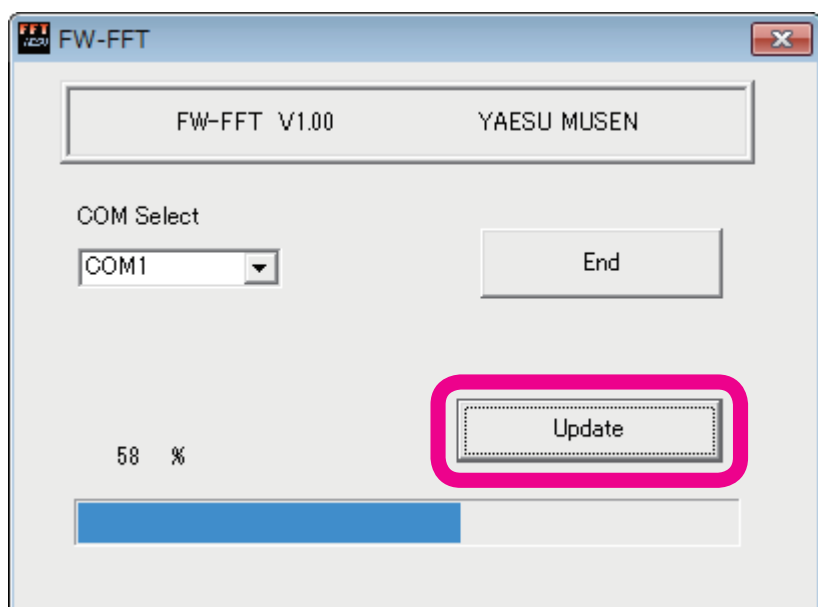 FW-FFT
FW-FFT V1.00 YAESU MUSEN
COM Select
COM1
End
Update
58 %